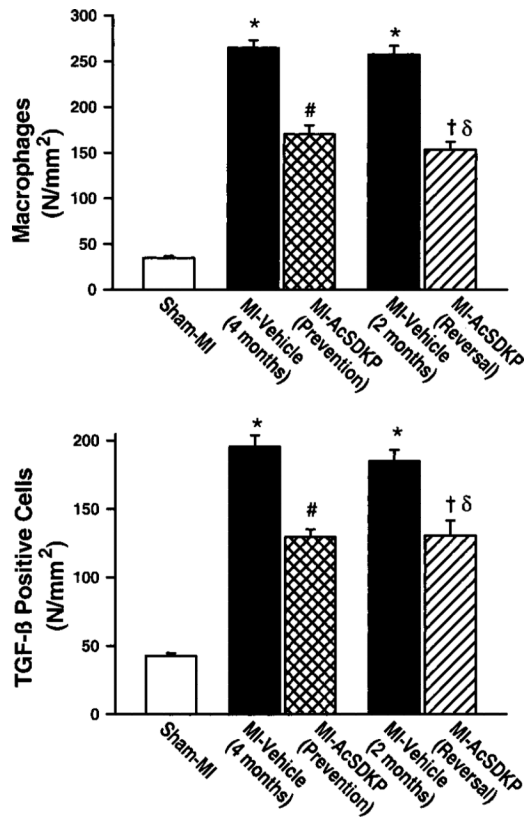 Macrophages
(N/mm²)
300
250
200
150
100
50
0
*
#
*
† δ
Sham-MI
MI-Vehicle
(4 months)
MI-AcSDKP
(Prevention)
MI-Vehicle
(2 months)
MI-AcSDKP
(Reversal)
TGF-ß Positive Cells
(N/mm²)
200
150
100
50
0
*
#
*
† δ
Sham-MI
MI-Vehicle
(4 months)
MI-AcSDKP
(Prevention)
MI-Vehicle
(2 months)
MI-AcSDKP
(Reversal)